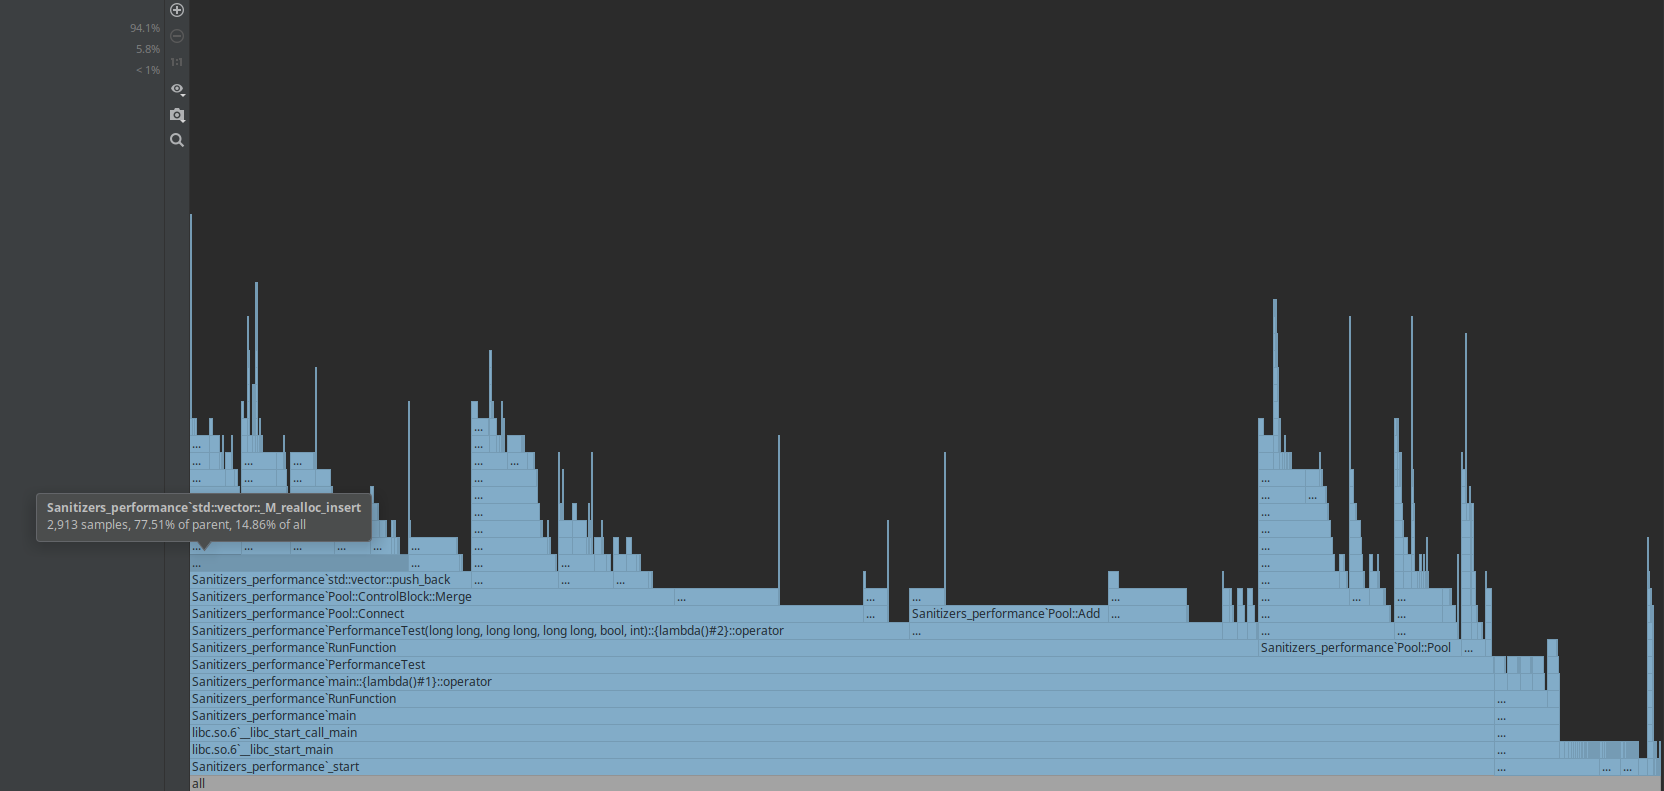 94.1%
5.8%
< 1%
1:1
...
... ...
... ... ...
... ... ...
Sanitizers_performance`std::vector::_M_realloc_insert
2,913 samples, 77.51% of parent, 14.86% of all
... ... ... ... ... ...
... ...
Sanitizers_performance`std::vector::push_back ... ... ...
Sanitizers_performance`Pool::ControlBlock::Merge ... ... ... ... ... ... ...
Sanitizers_performance`Pool::Connect ... Sanitizers_performance`Pool::Add ... ... ...
Sanitizers_performance`PerformanceTest(long long, long long, long long, bool, int)::{lambda()#2}::operator ... ... ...
Sanitizers_performance`RunFunction Sanitizers_performance`Pool::Pool ...
Sanitizers_performance`PerformanceTest
Sanitizers_performance`main::{lambda()#1}::operator
Sanitizers_performance`RunFunction ...
Sanitizers_performance`main ...
libc.so.6`__libc_start_call_main ...
libc.so.6`__libc_start_main ...
Sanitizers_performance`_start ... ... ...
all